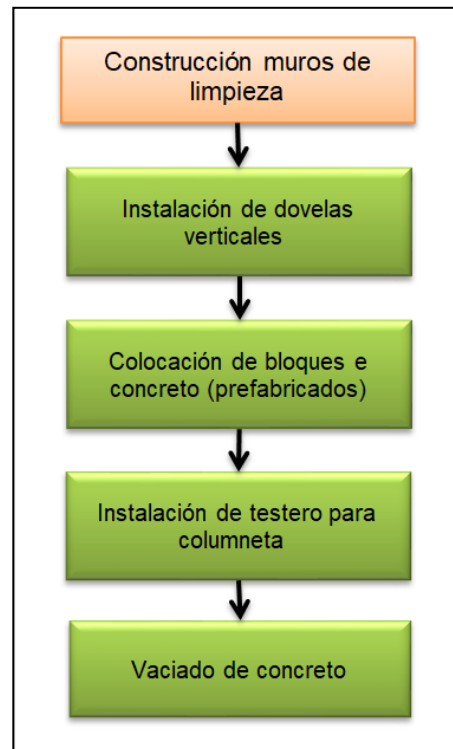 Construcción muros de
limpieza
Instalación de dovelas
verticales
Colocación de bloques e
concreto (prefabricados)
Instalación de testero para
columneta
Vaciado de concreto